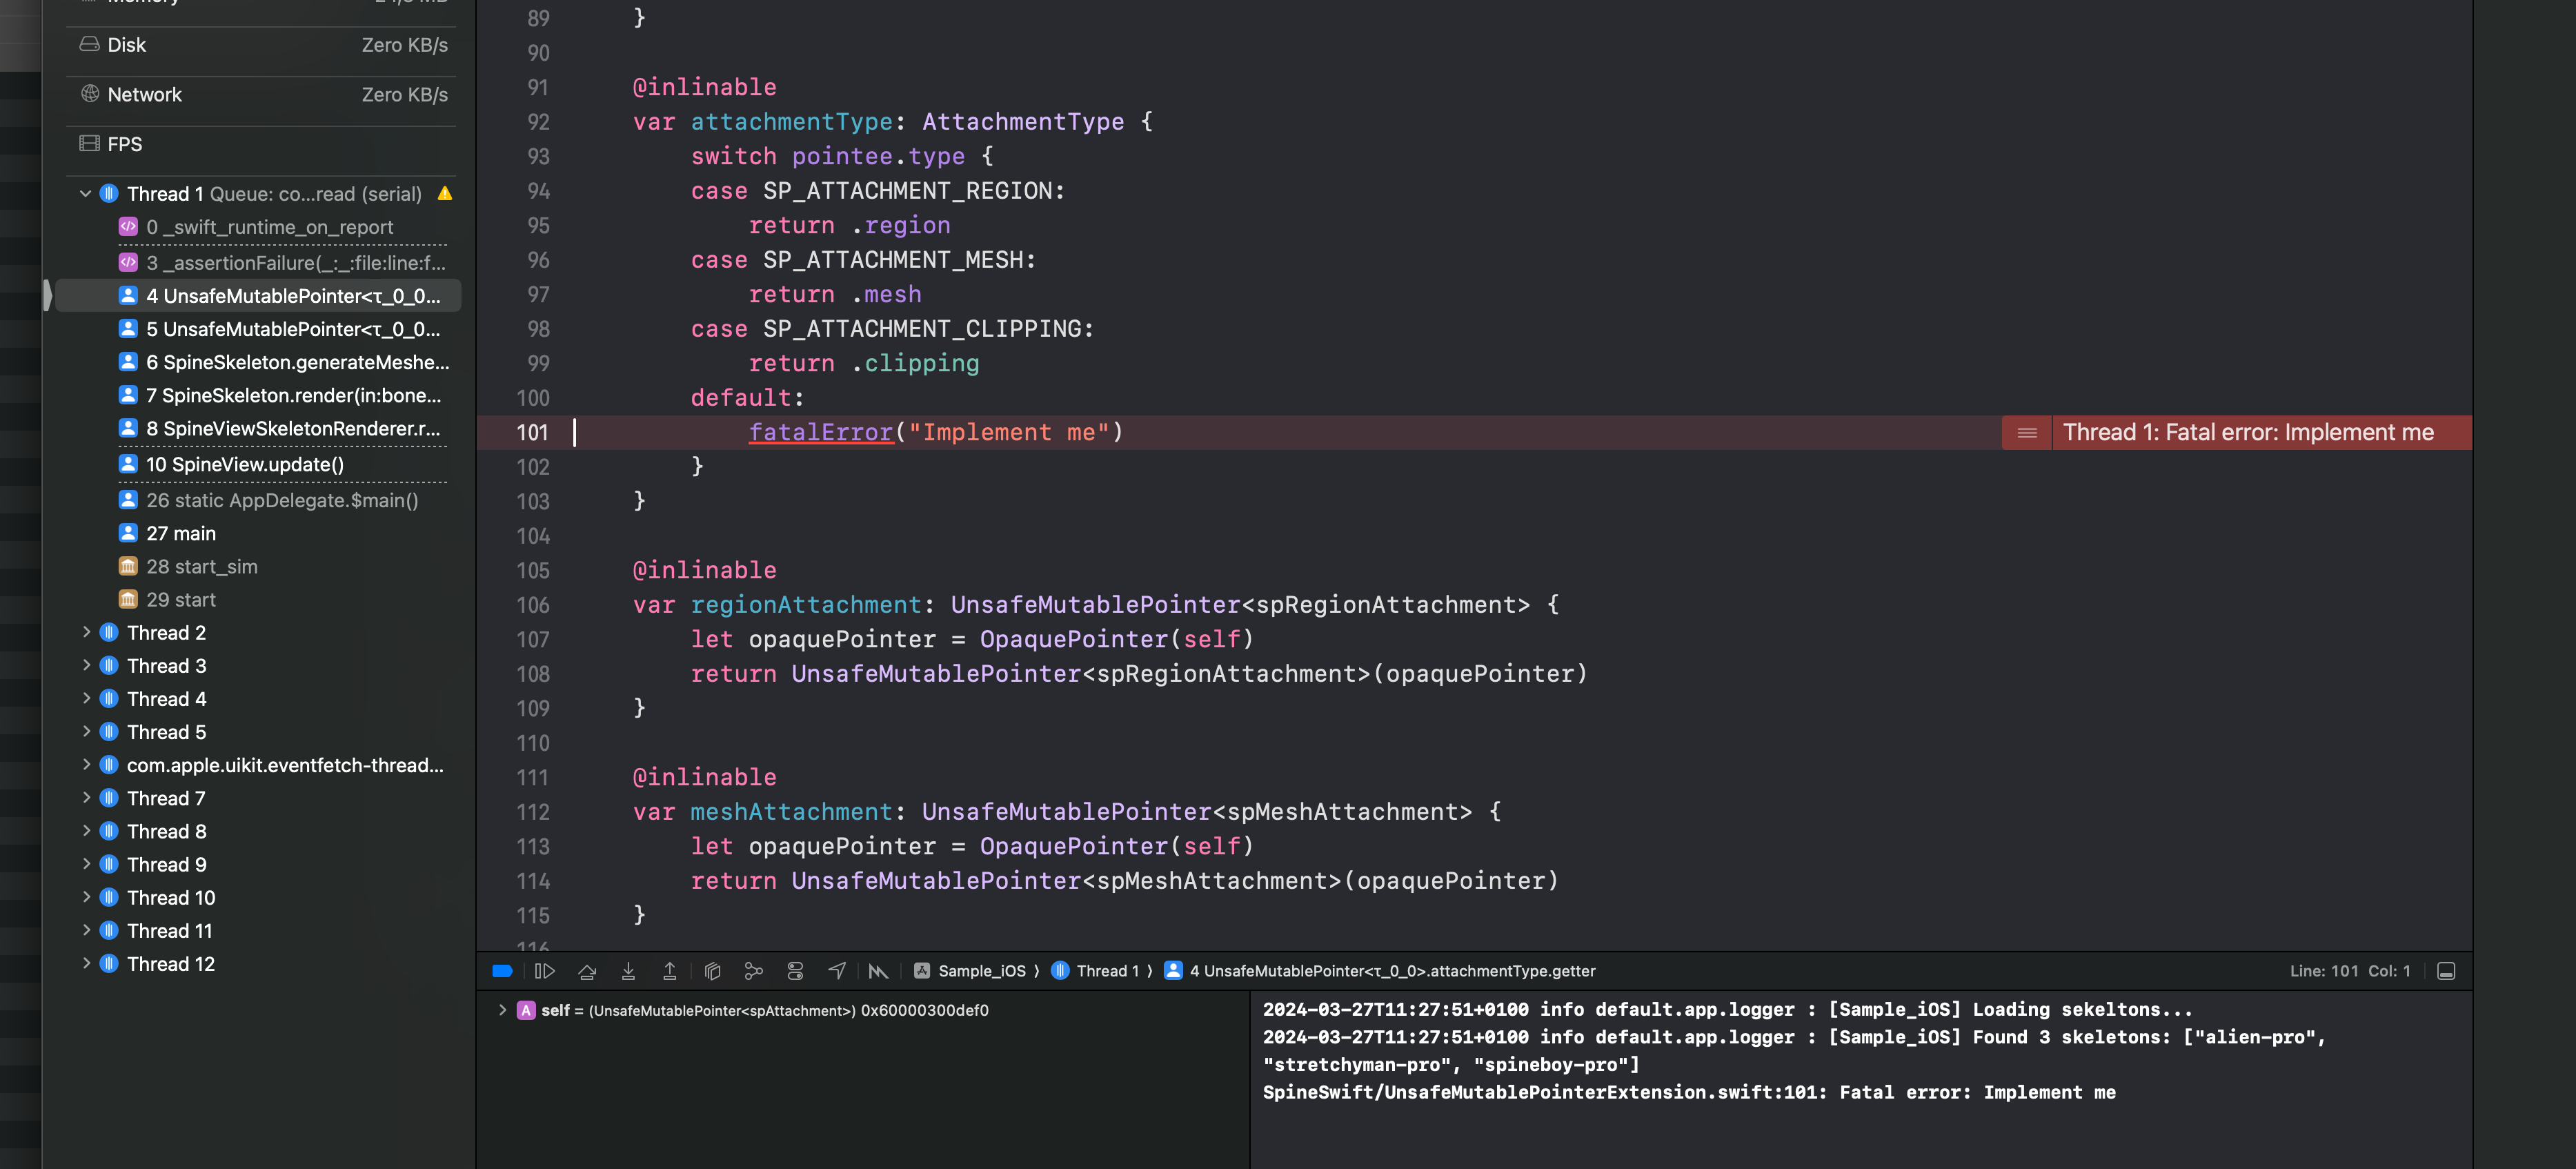 Disk Zero KB/s
Network Zero KB/s
FPS
Thread 1 Queue: co...read (serial)
0 _swift_runtime_on_report
3 _assertionFailure(_:_:file:line:f...
4 UnsafeMutablePointer<τ_0_0...
5 UnsafeMutablePointer<τ_0_0...
6 SpineSkeleton.generateMeshe...
7 SpineSkeleton.render(in:bone...
8 SpineViewSkeletonRenderer.r...
10 SpineView.update()
26 static AppDelegate.$main()
27 main
28 start_sim
29 start
Thread 2
Thread 3
Thread 4
Thread 5
com.apple.uikit.eventfetch-thread...
Thread 7
Thread 8
Thread 9
Thread 10
Thread 11
Thread 12
89 }
90
91 @inlinable
92 var attachmentType: AttachmentType {
93 switch pointee.type {
94 case SP_ATTACHMENT_REGION:
95 return .region
96 case SP_ATTACHMENT_MESH:
97 return .mesh
98 case SP_ATTACHMENT_CLIPPING:
99 return .clipping
100 default:
101 fatalError("Implement me") Thread 1: Fatal error: Implement me
102 }
103 }
104
105 @inlinable
106 var regionAttachment: UnsafeMutablePointer<spRegionAttachment> {
107 let opaquePointer = OpaquePointer(self)
108 return UnsafeMutablePointer<spRegionAttachment>(opaquePointer)
109 }
110
111 @inlinable
112 var meshAttachment: UnsafeMutablePointer<spMeshAttachment> {
113 let opaquePointer = OpaquePointer(self)
114 return UnsafeMutablePointer<spMeshAttachment>(opaquePointer)
115 }
116
Sample_iOS ⟩ Thread 1 ⟩ 4 UnsafeMutablePointer<τ_0_0>.attachmentType.getter Line: 101 Col: 1
A self = (UnsafeMutablePointer<spAttachment>) 0x60000300def0
2024-03-27T11:27:51+0100 info default.app.logger : [Sample_iOS] Loading sekeltons...
2024-03-27T11:27:51+0100 info default.app.logger : [Sample_iOS] Found 3 skeletons: ["alien-pro",
"stretchyman-pro", "spineboy-pro"]
SpineSwift/UnsafeMutablePointerExtension.swift:101: Fatal error: Implement me